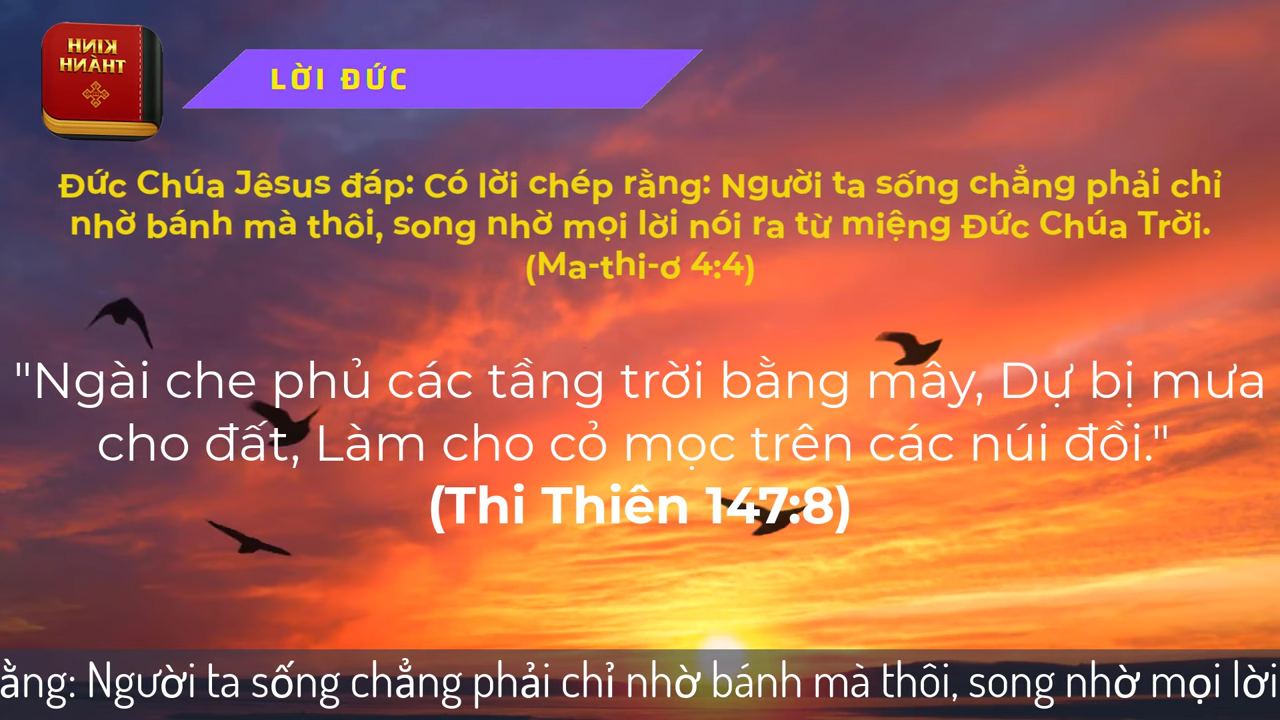 KINH
THÁNH
LỜI ĐỨC
Đức Chúa Jêsus đáp: Có lời chép rằng: Người ta sống chẳng phải chỉ
nhờ bánh mà thôi, song nhờ mọi lời nói ra từ miệng Đức Chúa Trời.
(Ma-thi-ơ 4:4)
"Ngài che phủ các tầng trời bằng mây, Dự bị mưa
cho đất, Làm cho cỏ mọc trên các núi đồi."
(Thi Thiên 147:8)
ằng: Người ta sống chẳng phải chỉ nhờ bánh mà thôi, song nhờ mọi lời